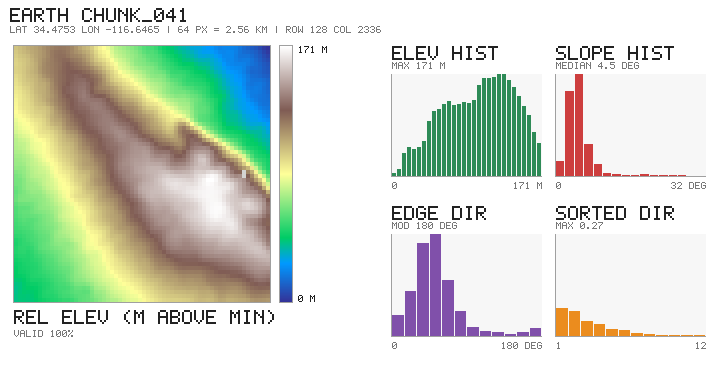 EARTH CHUNK_041
LAT 34.4753 LON -116.6465 | 64 PX = 2.56 KM | ROW 128 COL 2336
171 M
0 M
REL ELEV (M ABOVE MIN)
VALID 100%
ELEV HIST
MAX 171 M
0 171 M
SLOPE HIST
MEDIAN 4.5 DEG
0 32 DEG
EDGE DIR
MOD 180 DEG
0 180 DEG
SORTED DIR
MAX 0.27
1 12